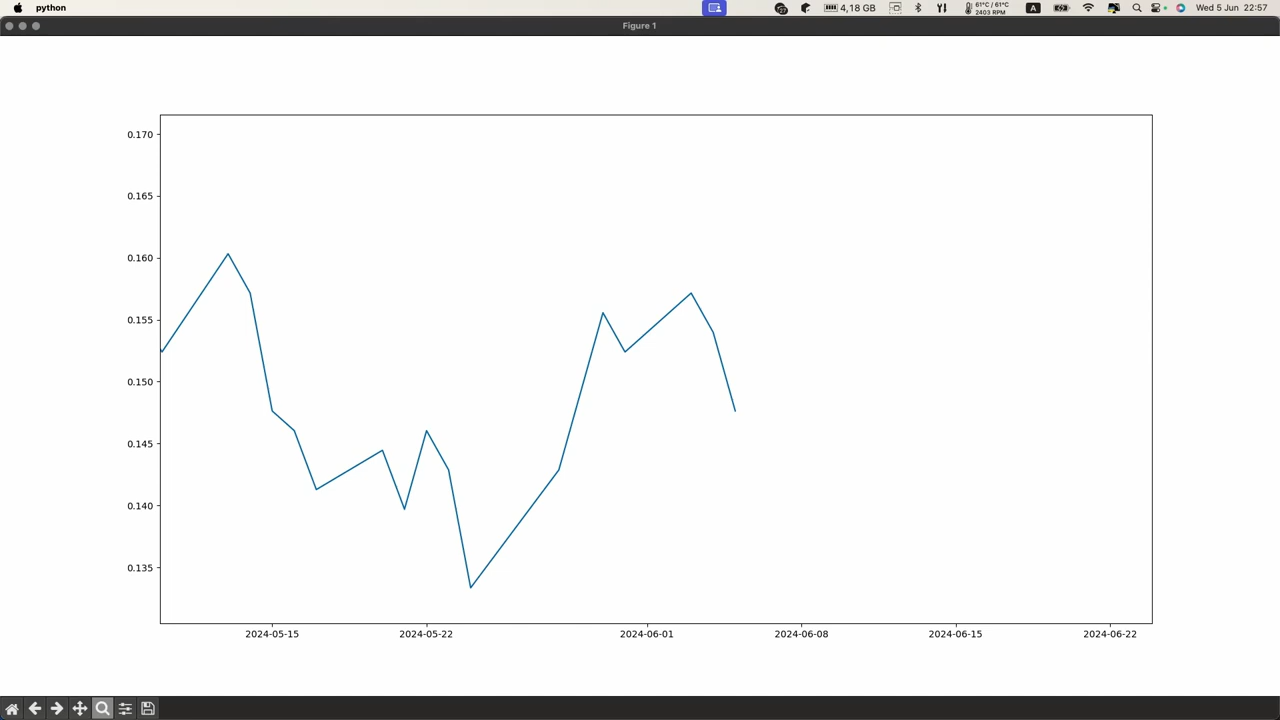 python
4,18 GB
61°C / 61°C
2403 RPM
A
Wed 5 Jun 22:57
Figure 1
0.170
0.165
0.160
0.155
0.150
0.145
0.140
0.135
2024-05-15 2024-05-22 2024-06-01 2024-06-08 2024-06-15 2024-06-22